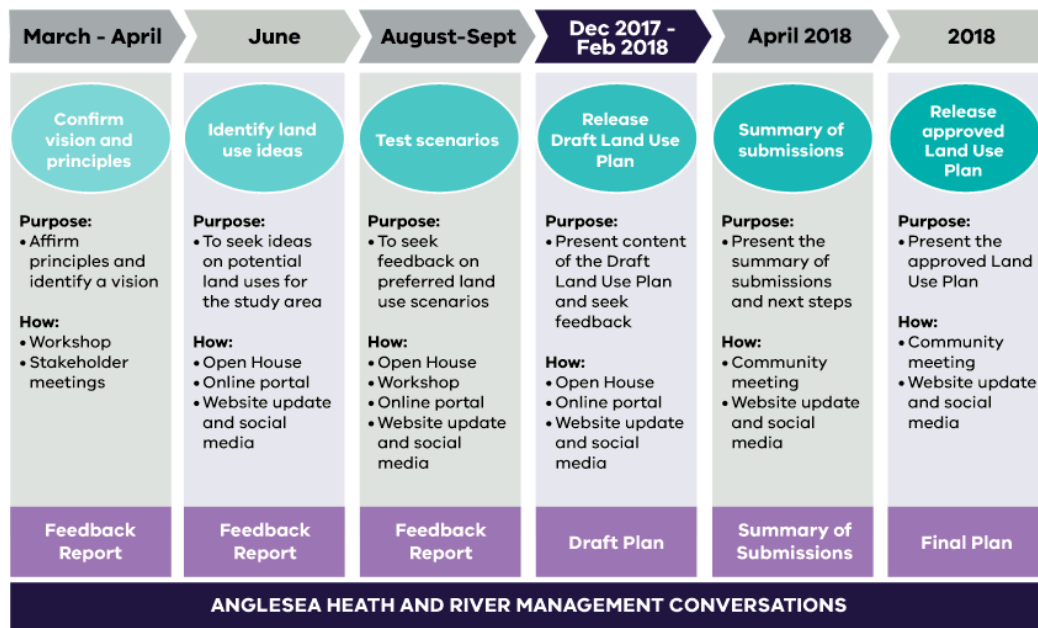 March - April
June
August-Sept
Dec 2017 -
Feb 2018
April 2018
2018
Confirm
vision and
principles
Identify land
use ideas
Test scenarios
Release
Draft Land Use
Plan
Summary of
submissions
Release
approved
Land Use
Plan
Purpose:
• Affirm
principles and
identify a vision
How:
• Workshop
• Stakeholder
meetings
Purpose:
• To seek ideas
on potential
land uses for
the study area
How:
• Open House
• Online portal
• Website update
and social
media
Purpose:
• To seek
feedback on
preferred land
use scenarios
How:
• Open House
• Workshop
• Online portal
• Website update
and social
media
Purpose:
• Present content
of the Draft
Land Use Plan
and seek
feedback
How:
• Open House
• Online portal
• Website update
and social
media
Purpose:
• Present the
summary of
submissions
and next steps
How:
• Community
meeting
• Website update
and social
media
Purpose:
• Present the
approved Land
Use Plan
How:
• Community
meeting
• Website update
and social
media
Feedback
Report
Feedback
Report
Feedback
Report
Draft Plan
Summary of
Submissions
Final Plan
ANGLESEA HEATH AND RIVER MANAGEMENT CONVERSATIONS